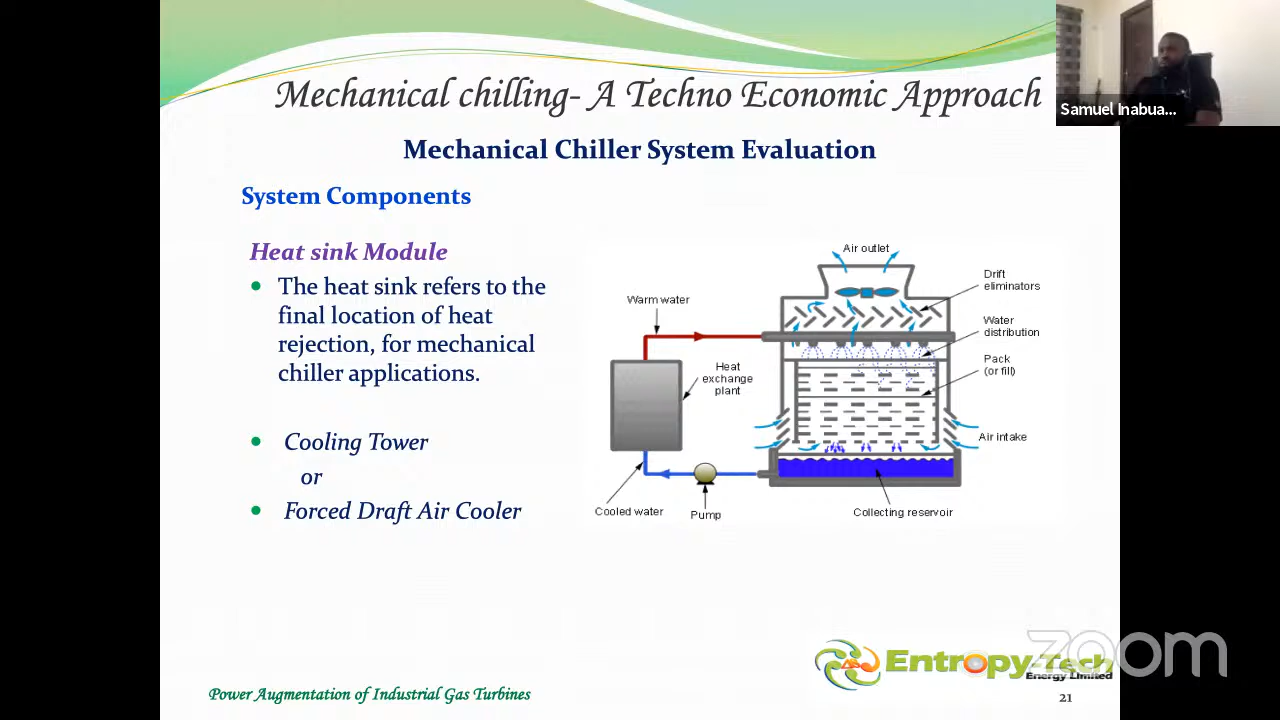 Mechanical chilling- A Techno Economic Approach
Samuel Inabua...
Mechanical Chiller System Evaluation
System Components
Heat sink Module
The heat sink refers to the
final location of heat
rejection, for mechanical
chiller applications.
Cooling Tower
or
Forced Draft Air Cooler
Air outlet
Drift
eliminators
Warm water
Water
distribution
Pack
(or fill)
Heat
exchange
plant
Air intake
Cooled water
Pump
Collecting reservoir
zoom
Entropy-Tech
Energy Limited
Power Augmentation of Industrial Gas Turbines
21